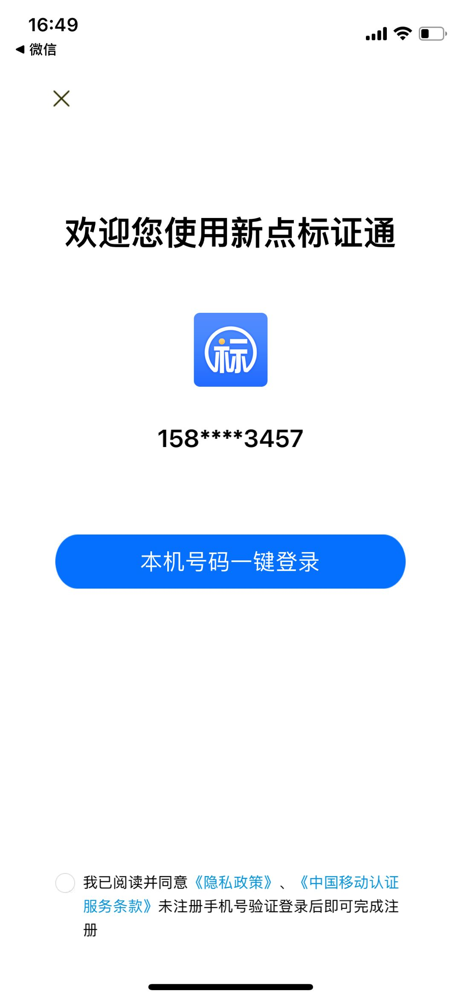 16:49
微信
欢迎您使用新点标证通
标
158****3457
本机号码一键登录
我已阅读并同意《隐私政策》、《中国移动认证
服务条款》未注册手机号验证登录后即可完成注
册